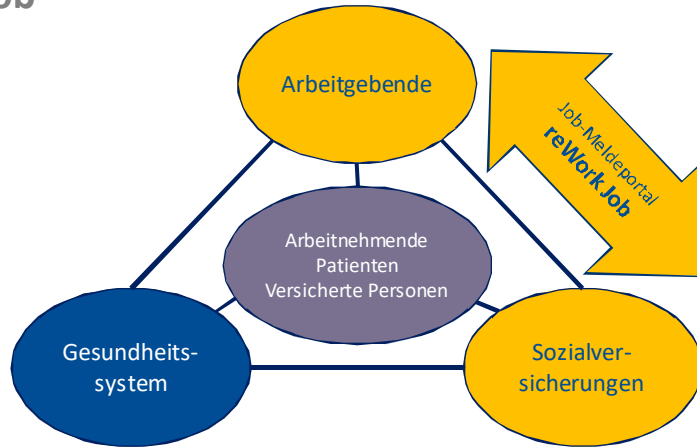 Arbeitgebende
Job-Meldeportal
reWorkJob
Arbeitnehmende
Patienten
Versicherte Personen
Gesundheits-
system
Sozialver-
sicherungen